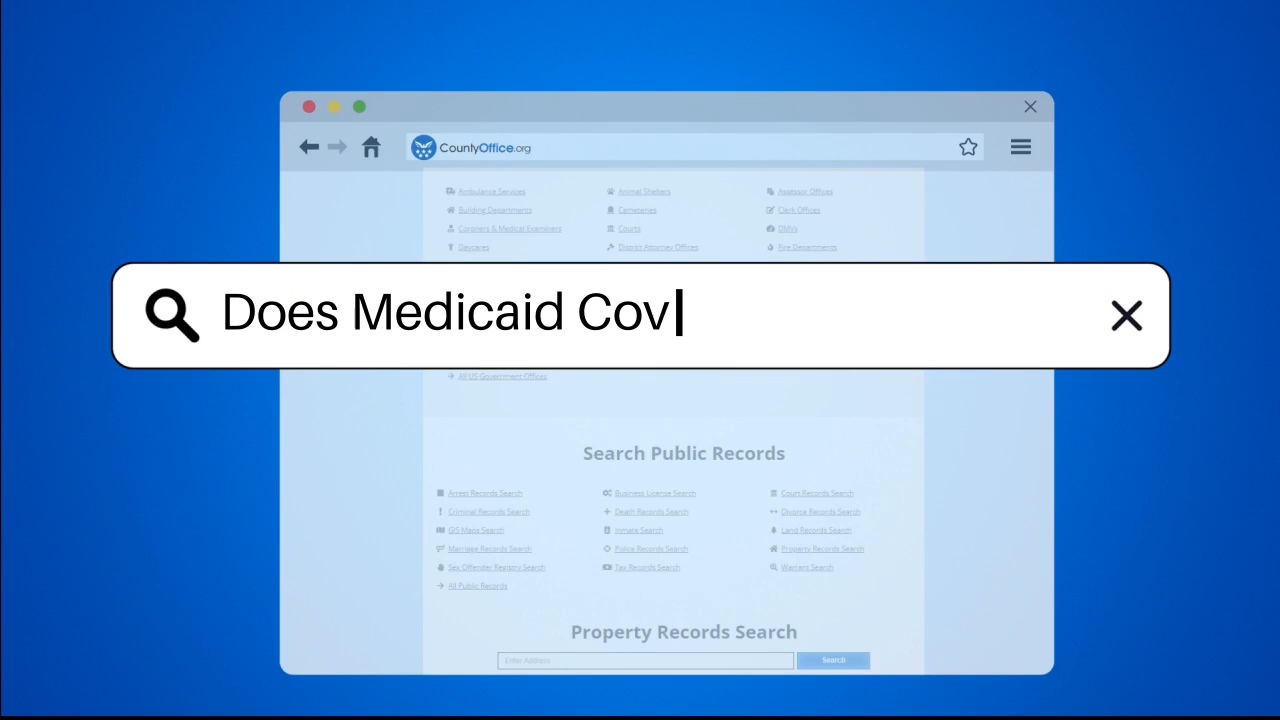 CountyOffice.org
Ambulance Services Animal Shelters Assessor Offices
Building Departments Cemeteries Clerk Offices
Coroners & Medical Examiners Courts DMVs
Daycares District Attorney Offices Fire Departments
Does Medicaid Cov
All US Government Offices
Search Public Records
Arrest Records Search Business License Search Court Records Search
Criminal Records Search Death Records Search Divorce Records Search
GIS Maps Search Inmate Search Land Records Search
Marriage Records Search Police Records Search Property Records Search
Sex Offender Registry Search Tax Records Search Warrant Search
All Public Records
Property Records Search
Enter Address Search